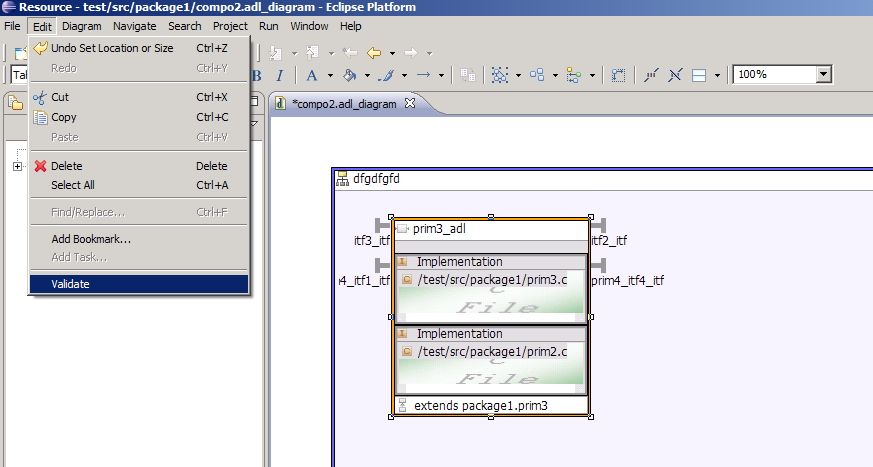 Resource - test/src/package1/compo2.adl_diagram - Eclipse Platform
File Edit Diagram Navigate Search Project Run Window Help
Undo Set Location or Size Ctrl+Z
Redo Ctrl+Y
Cut Ctrl+X
Copy Ctrl+C
Paste Ctrl+V
Delete Delete
Select All Ctrl+A
Find/Replace... Ctrl+F
Add Bookmark...
Add Task...
Validate
B I A 100%
*compo2.adl_diagram
dfgdfgfd
prim3_adl
itf3_itf itf2_itf
Implementation
/test/src/package1/prim3.c
File
i4_itf1_itf prim4_itf4_itf
Implementation
/test/src/package1/prim2.c
File
extends package1.prim3